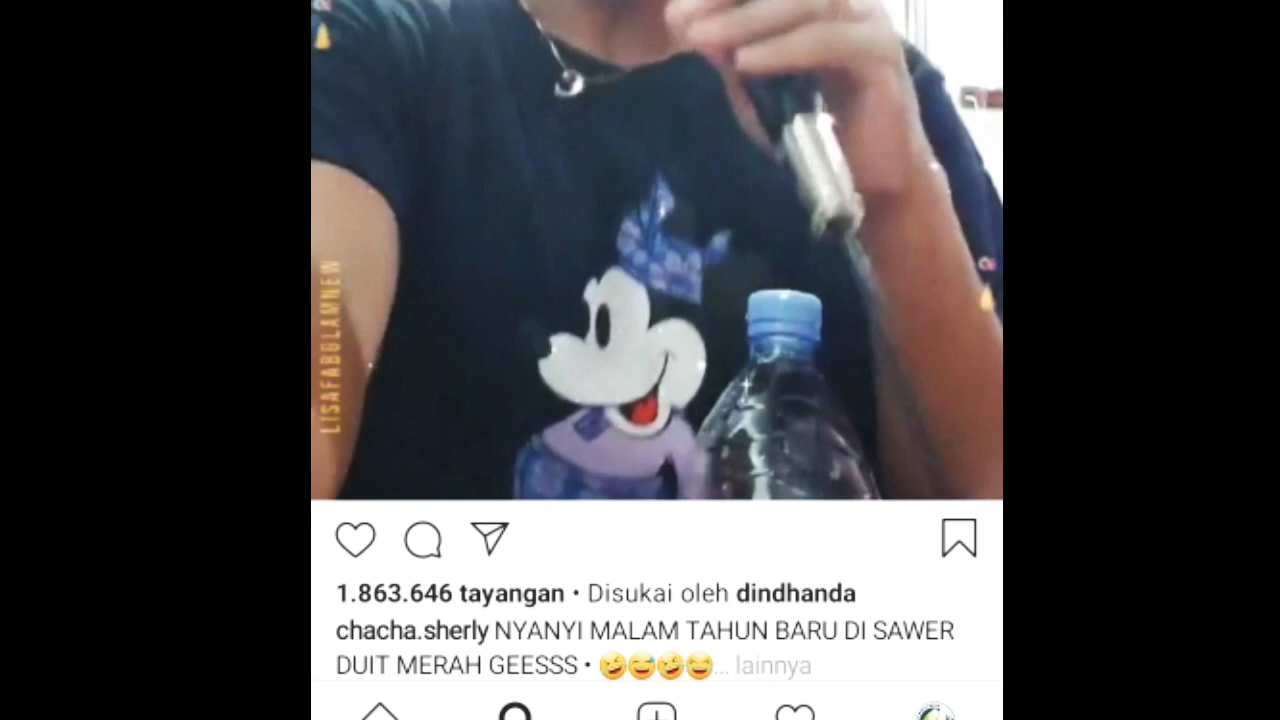 LISAFABGLAMNEW
1.863.646 tayangan • Disukai oleh dindhanda
chacha.sherly NYANYI MALAM TAHUN BARU DI SAWER
DUIT MERAH GEESSS • 🤣😅🤣😄... lainnya